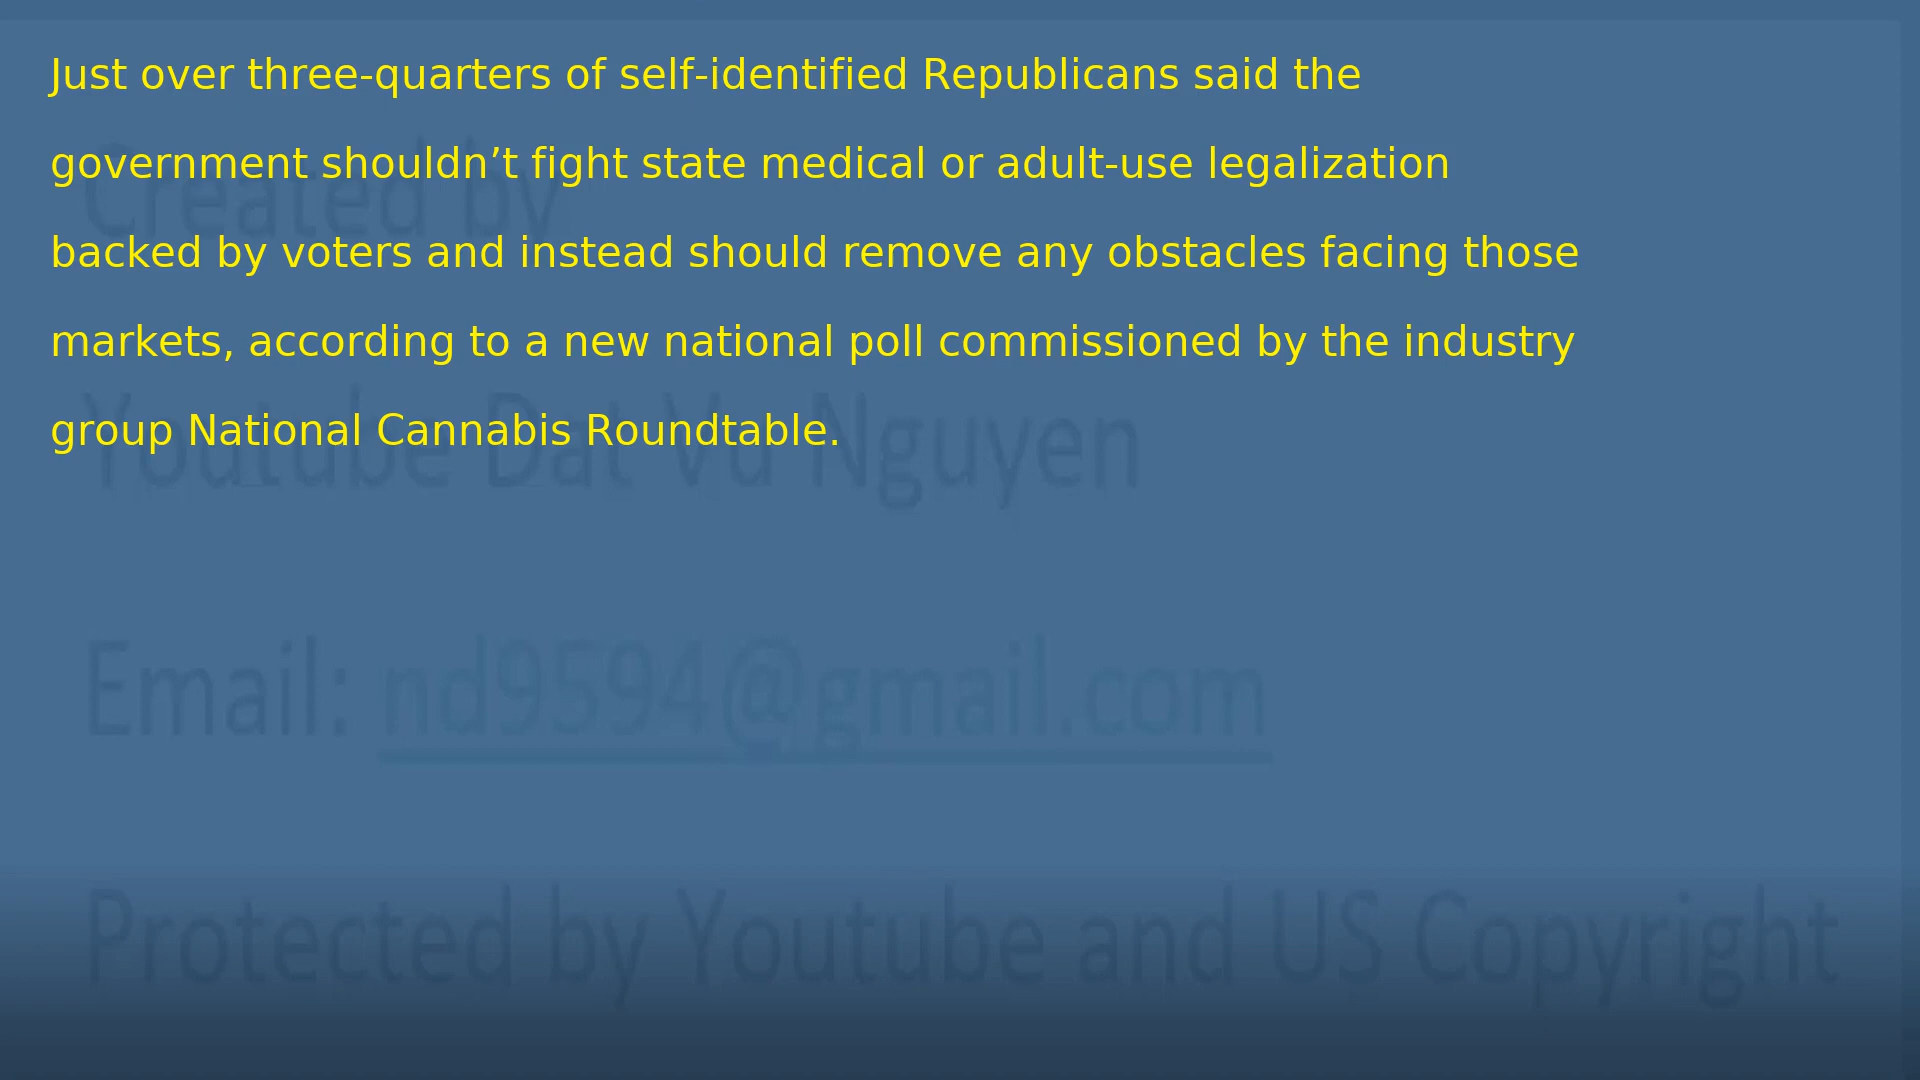 Just over three-quarters of self-identified Republicans said the
government shouldn’t fight state medical or adult-use legalization
backed by voters and instead should remove any obstacles facing those
markets, according to a new national poll commissioned by the industry
group National Cannabis Roundtable.
Created by
Youtube Dat Vu Nguyen
Email: nd9594@gmail.com
Protected by Youtube and US Copyright